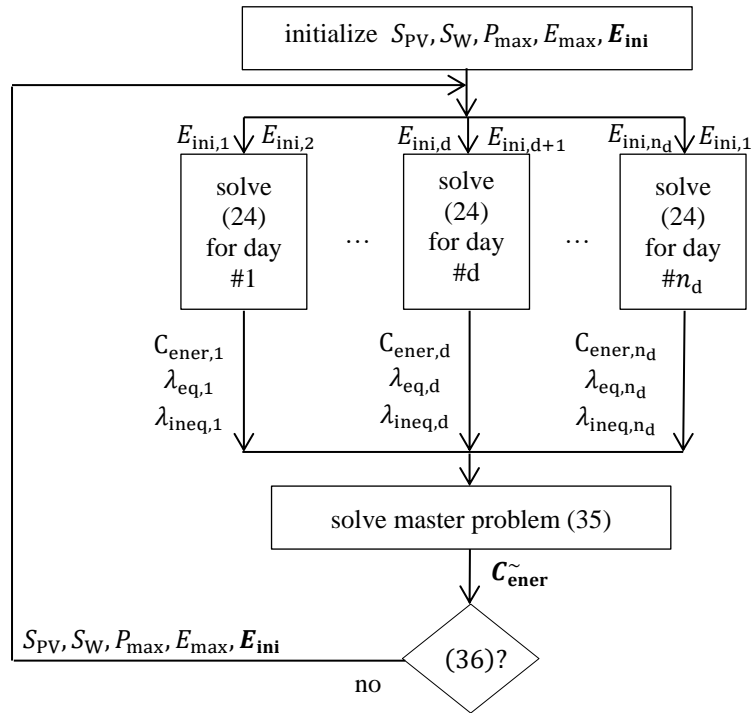 initialize S_PV, S_W, P_max, E_max, E_ini
E_ini,1 E_ini,2 E_ini,d E_ini,d+1 E_ini,n_d E_ini,1
solve
(24)
for day
#1
...
solve
(24)
for day
#d
...
solve
(24)
for day
#n_d
C_ener,1
λ_eq,1
λ_ineq,1
C_ener,d
λ_eq,d
λ_ineq,d
C_ener,n_d
λ_eq,n_d
λ_ineq,n_d
solve master problem (35)
C~_ener
S_PV, S_W, P_max, E_max, E_ini
(36)?
no